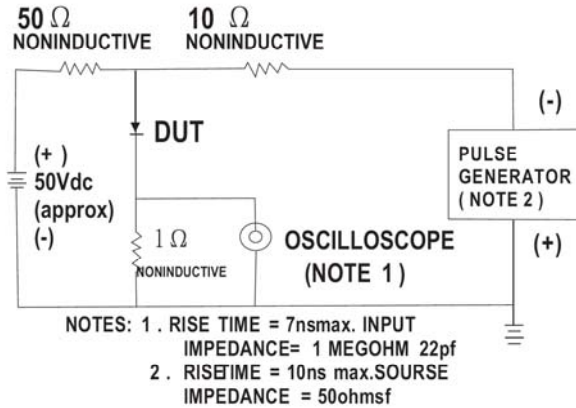 50 Ω
NONINDUCTIVE
10 Ω
NONINDUCTIVE
DUT
(+ )
50Vdc
(approx)
(-)
1 Ω
NONINDUCTIVE
OSCILLOSCOPE
(NOTE 1 )
(-)
PULSE
GENERATOR
( NOTE 2 )
(+)
NOTES: 1 . RISE TIME = 7nsmax. INPUT
IMPEDANCE= 1 MEGOHM 22pf
2 . RISETIME = 10ns max.SOURSE
IMPEDANCE = 50ohmsf